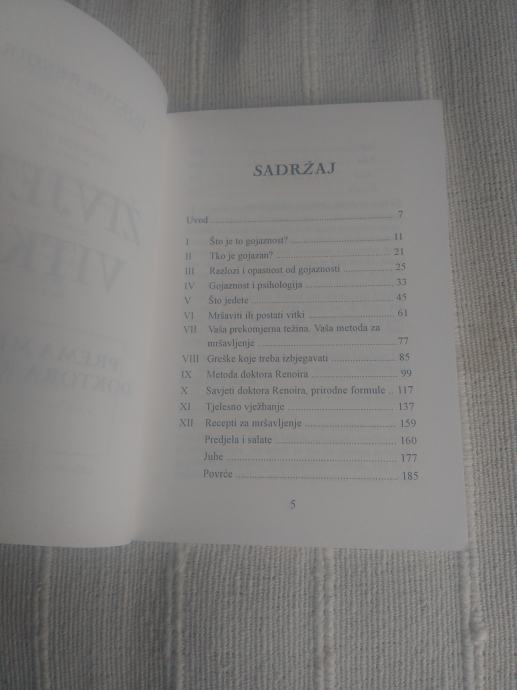 SADRŽAJ
Uvod 7
I Što je to gojaznost? 11
II Tko je gojazan? 21
III Razlozi i opasnost od gojaznosti 25
IV Gojaznost i psihologija 33
V Što jedete 45
VI Mršaviti ili postati vitki 61
VII Vaša prekomjerna težina. Vaša metoda za
mršavljenje 77
VIII Greške koje treba izbjegavati 85
IX Metoda doktora Renoira 99
X Savjeti doktora Renoira, prirodne formule .. 117
XI Tjelesno vježbanje 137
XII Recepti za mršavljenje 159
Predjela i salate 160
Juhe 177
Povrće 185
5